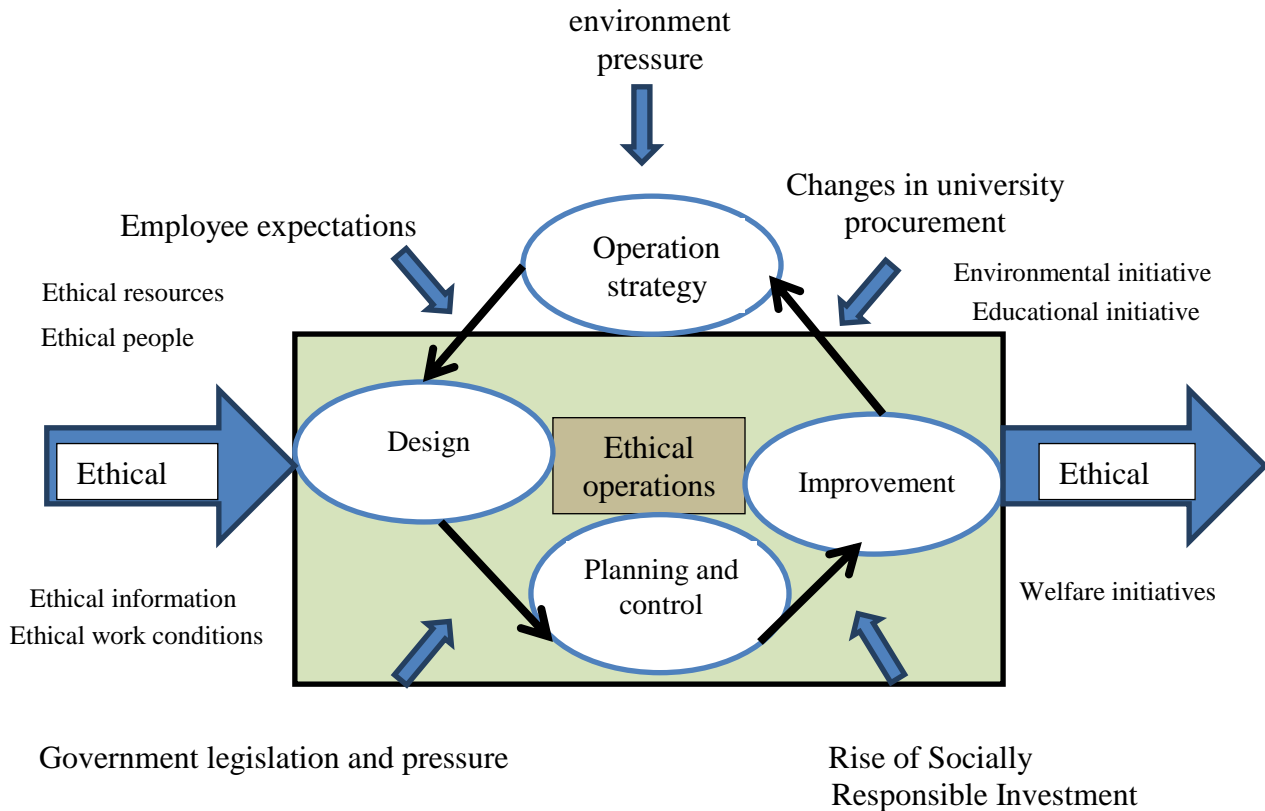 environment
pressure
Changes in university
procurement
Employee expectations
Operation
strategy
Environmental initiative
Educational initiative
Ethical resources
Ethical people
Design
Ethical
operations
Improvement
Ethical
Ethical
Planning and
control
Ethical information
Ethical work conditions
Welfare initiatives
Government legislation and pressure
Rise of Socially
Responsible Investment